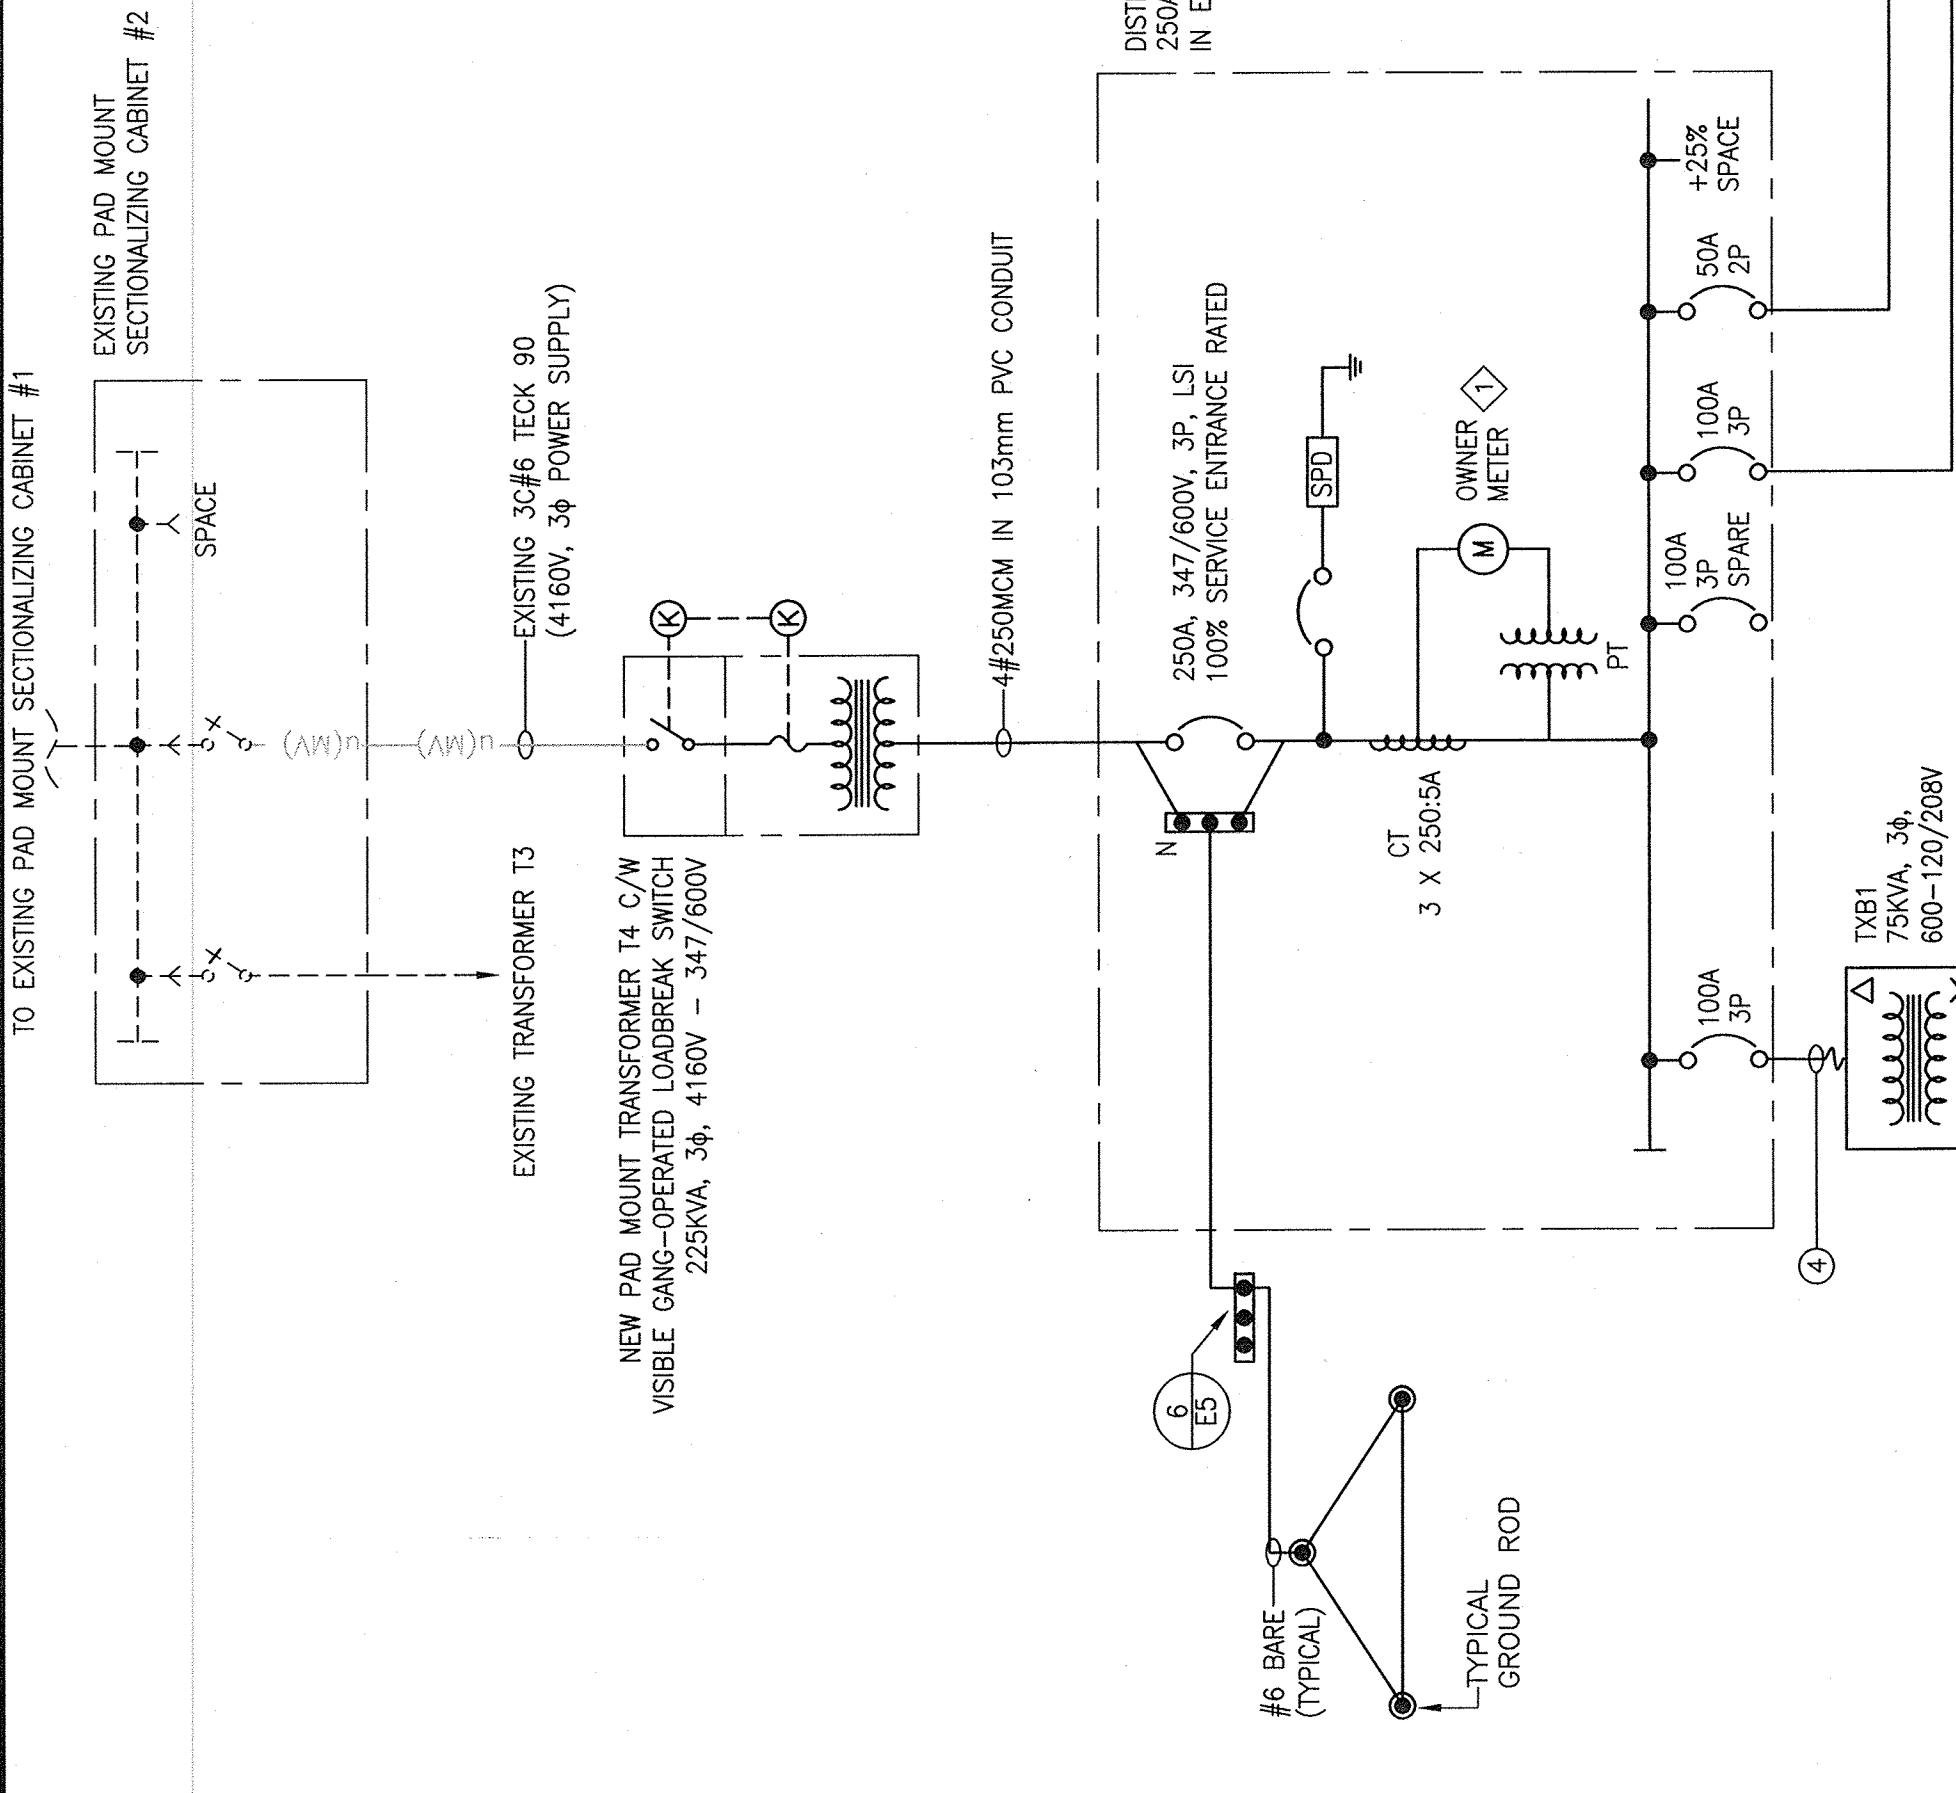 TO EXISTING PAD MOUNT SECTIONALIZING CABINET #1
EXISTING PAD MOUNT
SECTIONALIZING CABINET #2
SPACE
u(MV)
u(MV)
EXISTING 3C#6 TECK 90
(4160V, 3ϕ POWER SUPPLY)
EXISTING TRANSFORMER T3
NEW PAD MOUNT TRANSFORMER T4 C/W
VISIBLE GANG-OPERATED LOADBREAK SWITCH
225KVA, 3ϕ, 4160V - 347/600V
K
K
4#250MCM IN 103mm PVC CONDUIT
250A
IN E
250A, 347/600V, 3P, LSI
100% SERVICE ENTRANCE RATED
N
SPD
CT
3 X 250:5A
OWNER
METER
1
M
PT
6
E5
#6 BARE
(TYPICAL)
TYPICAL
GROUND ROD
100A
3P
100A
3P
SPARE
100A
3P
50A
2P
+25%
SPACE
4
TXB1
75KVA, 3ϕ,
600-120/208V